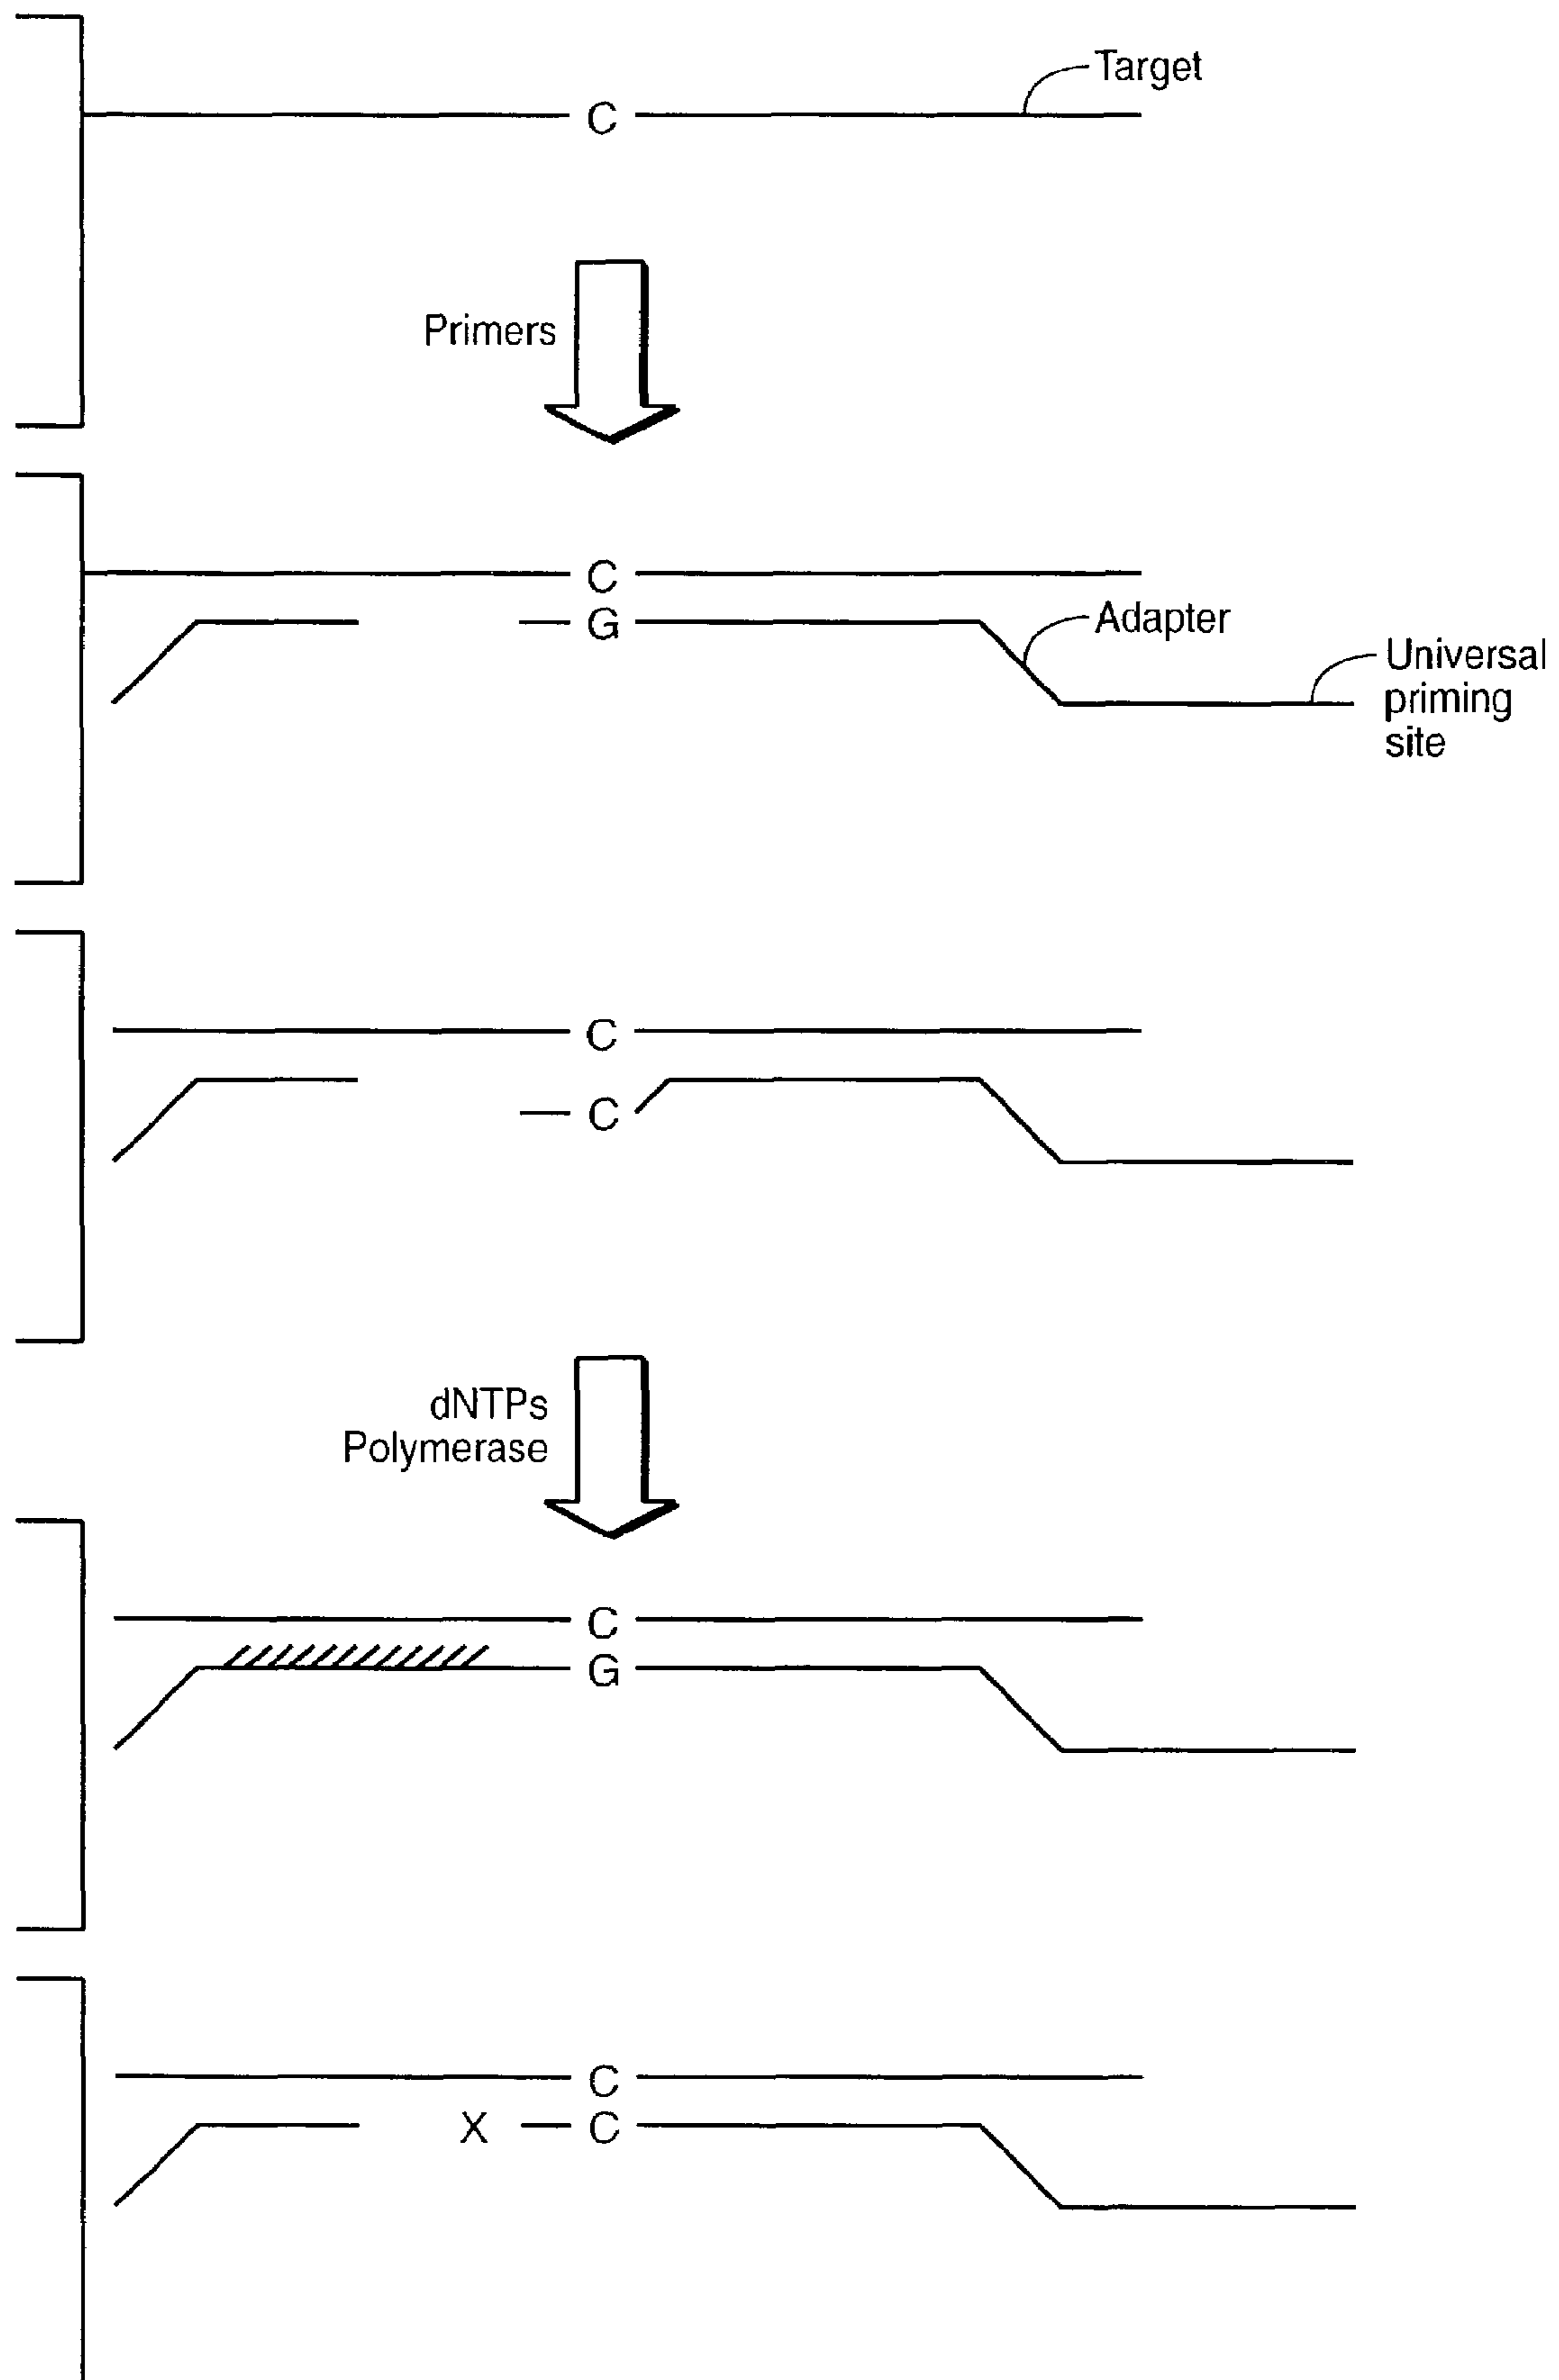 Target
C
Primers
C
G
Adapter
Universal
priming
site
C
C
dNTPs
Polymerase
C
G
C
X
C